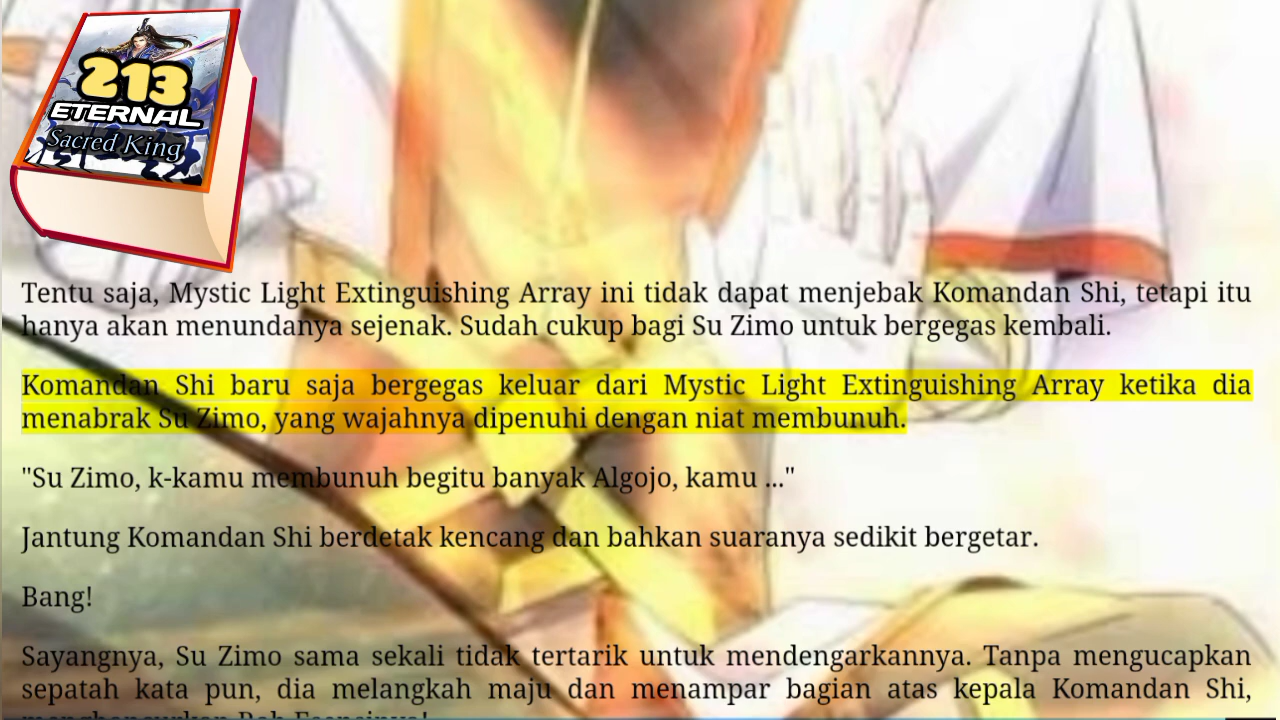 213
ETERNAL
Sacred King
Tentu saja, Mystic Light Extinguishing Array ini tidak dapat menjebak Komandan Shi, tetapi itu
hanya akan menundanya sejenak. Sudah cukup bagi Su Zimo untuk bergegas kembali.
Komandan Shi baru saja bergegas keluar dari Mystic Light Extinguishing Array ketika dia
menabrak Su Zimo, yang wajahnya dipenuhi dengan niat membunuh.
"Su Zimo, k-kamu membunuh begitu banyak Algojo, kamu ..."
Jantung Komandan Shi berdetak kencang dan bahkan suaranya sedikit bergetar.
Bang!
Sayangnya, Su Zimo sama sekali tidak tertarik untuk mendengarkannya. Tanpa mengucapkan
sepatah kata pun, dia melangkah maju dan menampar bagian atas kepala Komandan Shi,